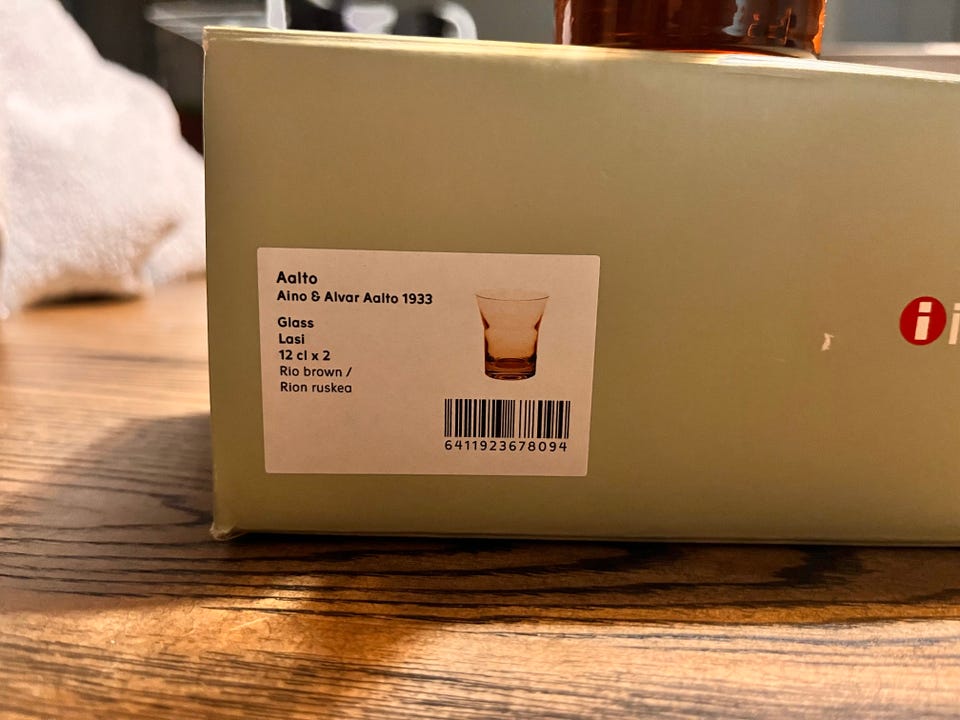 Aalto
Aino & Alvar Aalto 1933
Glass
Lasi
12 cl x 2
Rio brown /
Rion ruskea
6411923678094
i i